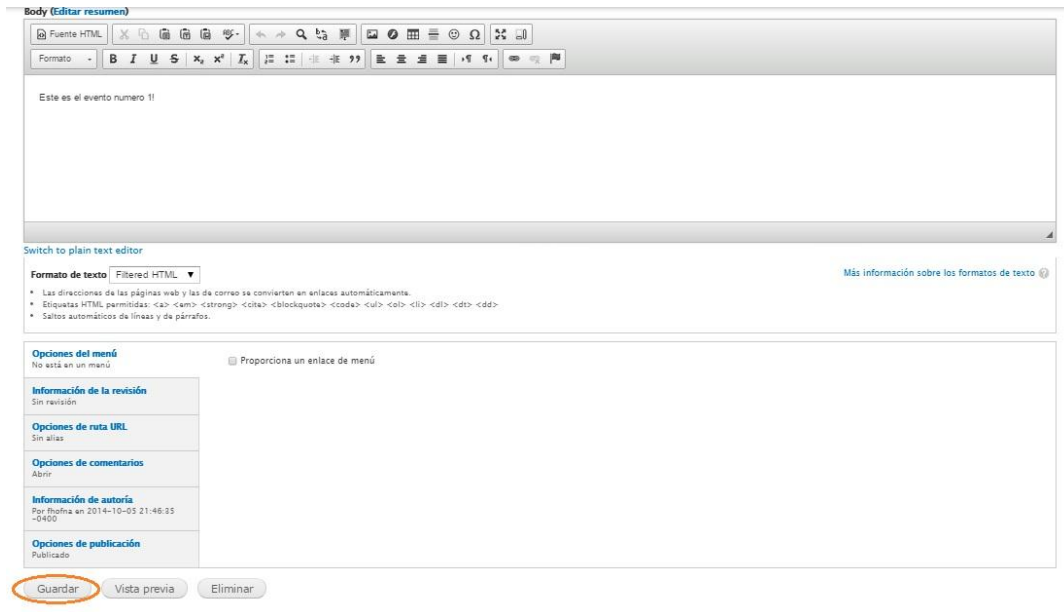 Body (Editar resumen)
Fuente HTML
Formato
Este es el evento numero 1!
Switch to plain text editor
Formato de texto Filtered HTML
Más información sobre los formatos de texto
Las direcciones de las páginas web y las de correo se convierten en enlaces automáticamente.
Etiquetas HTML permitidas: <a> <em> <strong> <cite> <blockquote> <code> <ul> <ol> <li> <dl> <dt> <dd>
Saltos automáticos de líneas y de párrafos.
Opciones del menú
No está en un menú
Proporciona un enlace de menú
Información de la revisión
Sin revisión
Opciones de ruta URL
Sin alias
Opciones de comentarios
Abrir
Información de autoría
Por fhofna en 2014-10-05 21:46:35
-0400
Opciones de publicación
Publicado
Guardar Vista previa Eliminar